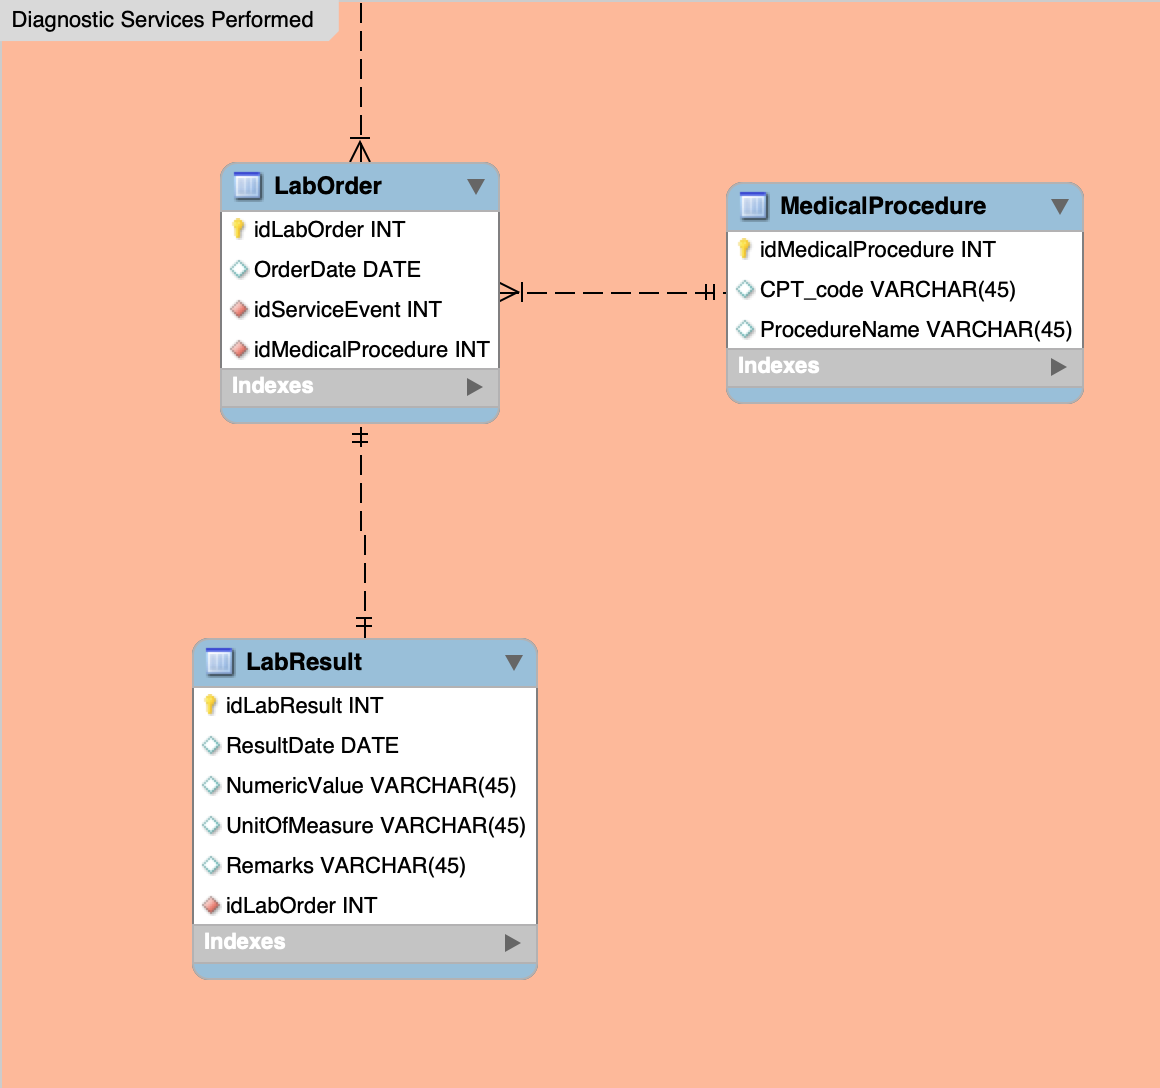 Diagnostic Services Performed
LabOrder
idLabOrder INT
OrderDate DATE
idServiceEvent INT
idMedicalProcedure INT
Indexes
MedicalProcedure
idMedicalProcedure INT
CPT_code VARCHAR(45)
ProcedureName VARCHAR(45)
Indexes
LabResult
idLabResult INT
ResultDate DATE
NumericValue VARCHAR(45)
UnitOfMeasure VARCHAR(45)
Remarks VARCHAR(45)
idLabOrder INT
Indexes